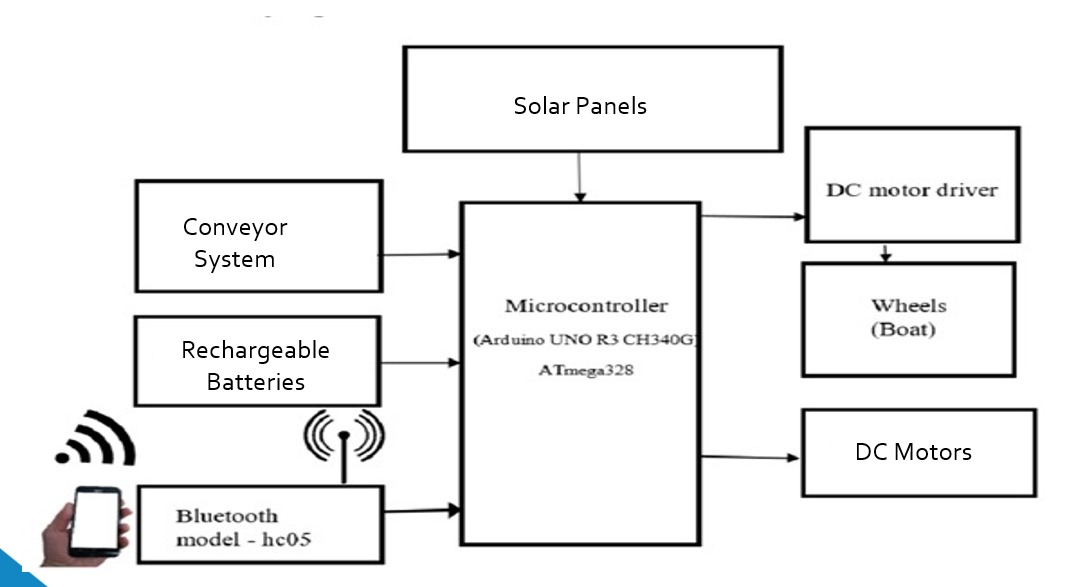 Solar Panels
DC motor driver
Conveyor
System
Microcontroller
(Arduino UNO R3 CH340G
ATmega328
Wheels
(Boat)
Rechargeable
Batteries
DC Motors
Bluetooth
model - hc05